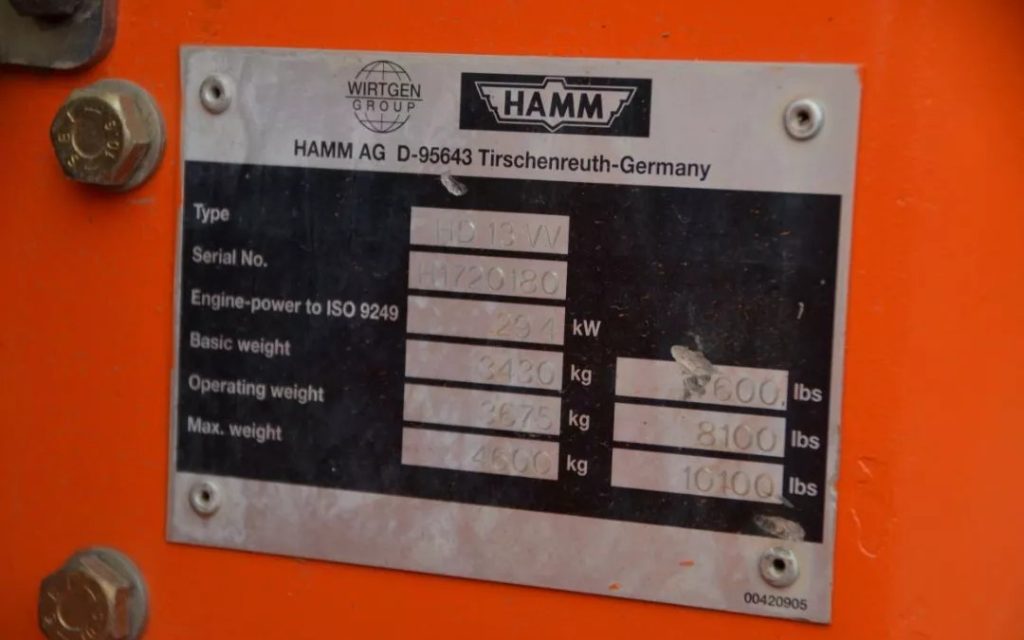 WIRTGEN
GROUP
HAMM
HAMM AG D-95643 Tirschenreuth-Germany
Type HD 13 VV
Serial No. H1720180
Engine-power to ISO 9249 29.4 kW
Basic weight 3430 kg lbs
Operating weight 3675 kg 8100 lbs
Max. weight 4600 kg 10100 lbs
00420905